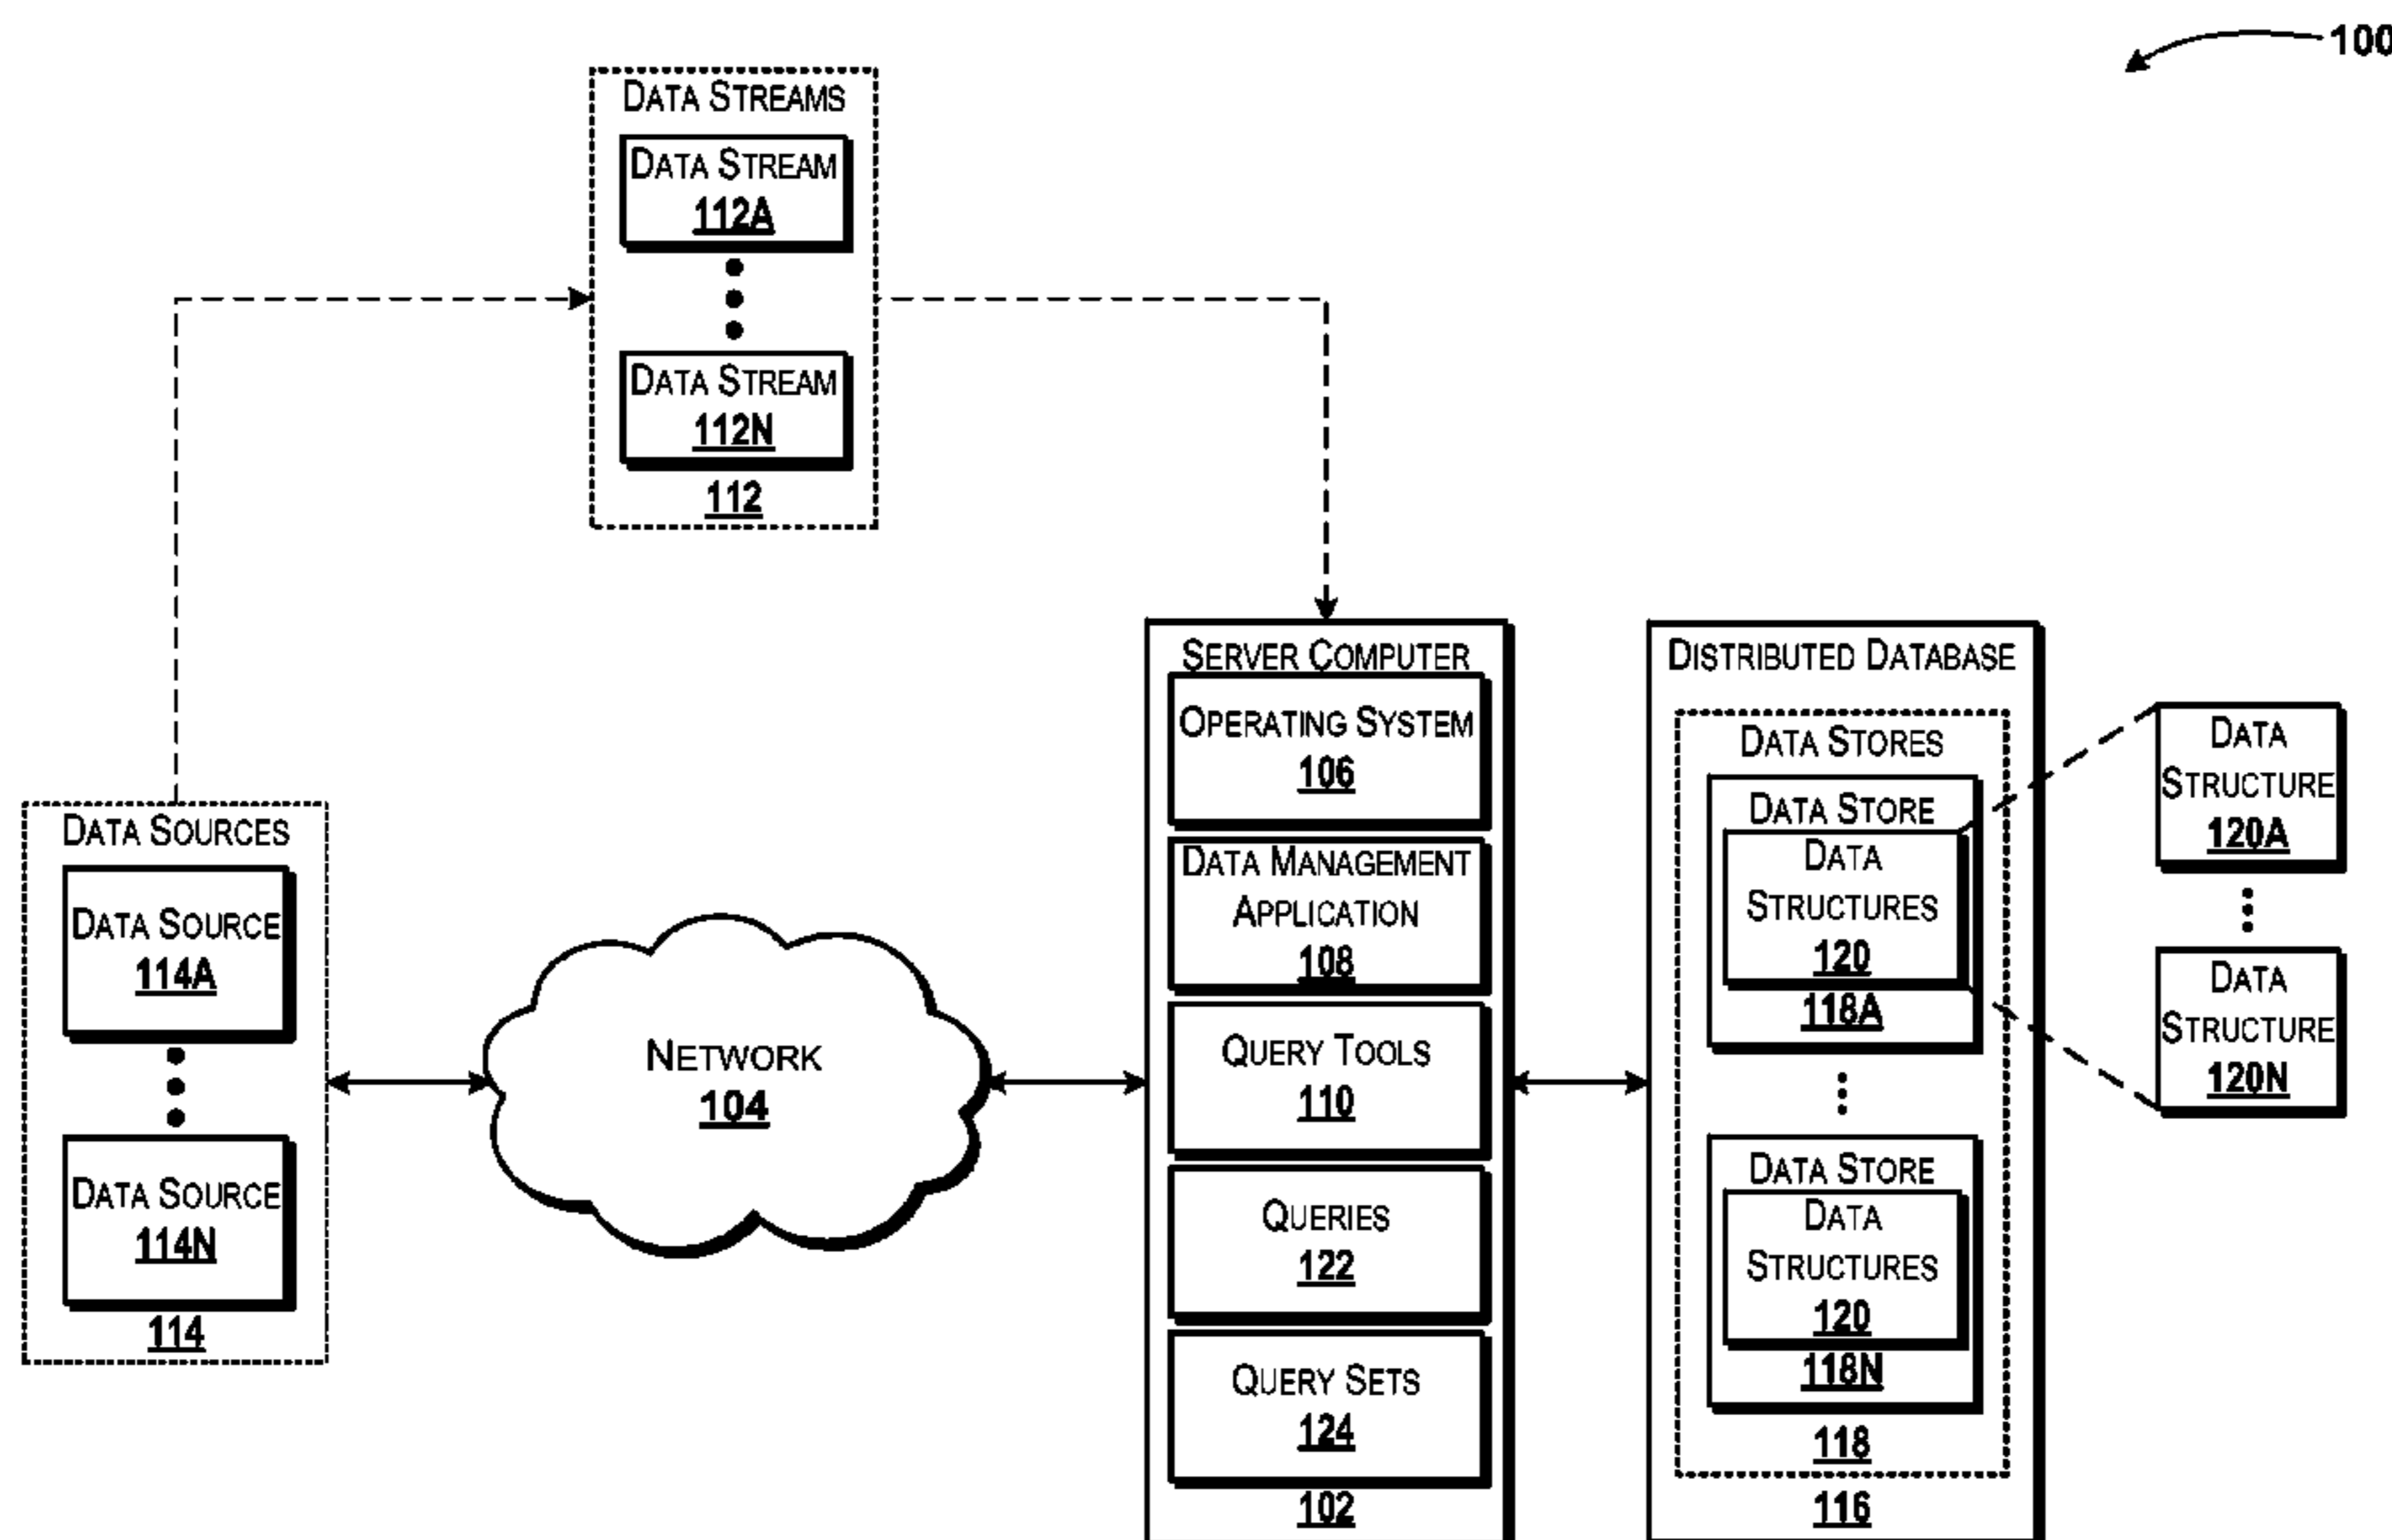 100
DATA STREAMS
DATA STREAM
112A
DATA STREAM
112N
112
DATA SOURCES
DATA SOURCE
114A
DATA SOURCE
114N
114
NETWORK
104
SERVER COMPUTER
OPERATING SYSTEM
106
DATA MANAGEMENT
APPLICATION
108
QUERY TOOLS
110
QUERIES
122
QUERY SETS
124
102
DISTRIBUTED DATABASE
DATA STORES
DATA STORE
DATA
STRUCTURES
120
118A
DATA STORE
DATA
STRUCTURES
120
118N
118
116
DATA
STRUCTURE
120A
DATA
STRUCTURE
120N